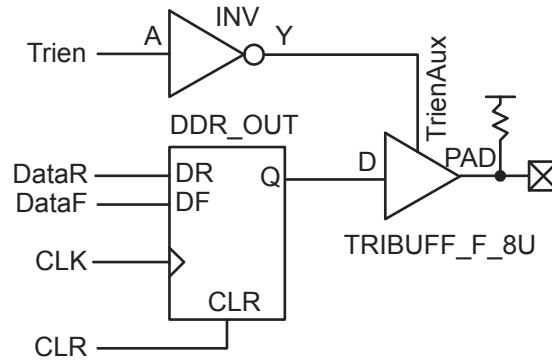 INV
Trien
A
Y
TrienAux
DDR_OUT
DataR
DR
Q
D
PAD
DataF
DF
TRIBUFF_F_8U
CLK
CLR
CLR